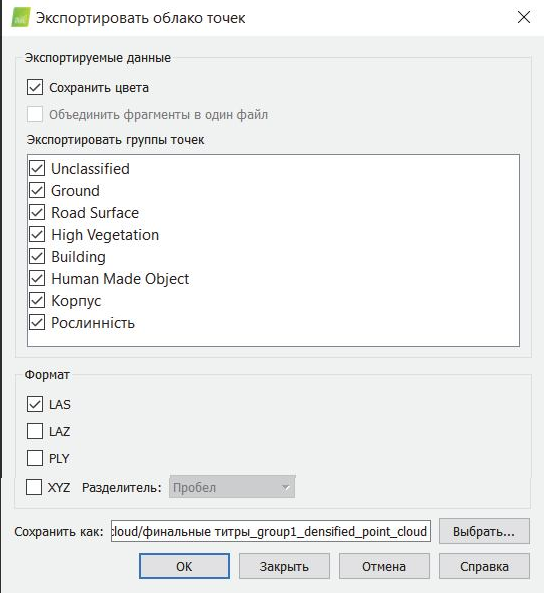 Экспортировать облако точек
Экспортируемые данные
Сохранить цвета
Объединить фрагменты в один файл
Экспортировать группы точек
Unclassified
Ground
Road Surface
High Vegetation
Building
Human Made Object
Корпус
Рослинність
Формат
LAS
LAZ
PLY
XYZ Разделитель: Пробел
Сохранить как: cloud/финальные титры_group1_densified_point_cloud Выбрать...
OK Закрыть Отмена Справка